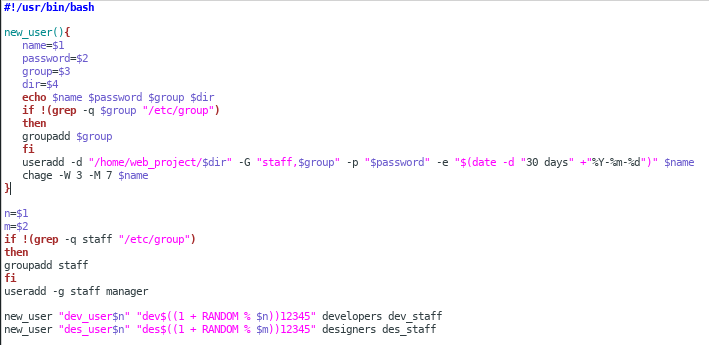 #!/usr/bin/bash
new_user(){
name=$1
password=$2
group=$3
dir=$4
echo $name $password $group $dir
if !(grep -q $group "/etc/group")
then
groupadd $group
fi
useradd -d "/home/web_project/$dir" -G "staff,$group" -p "$password" -e "$(date -d "30 days" +"%Y-%m-%d")" $name
chage -W 3 -M 7 $name
}
n=$1
m=$2
if !(grep -q staff "/etc/group")
then
groupadd staff
fi
useradd -g staff manager
new_user "dev_user$n" "dev$((1 + RANDOM % $n))12345" developers dev_staff
new_user "des_user$n" "des$((1 + RANDOM % $m))12345" designers des_staff